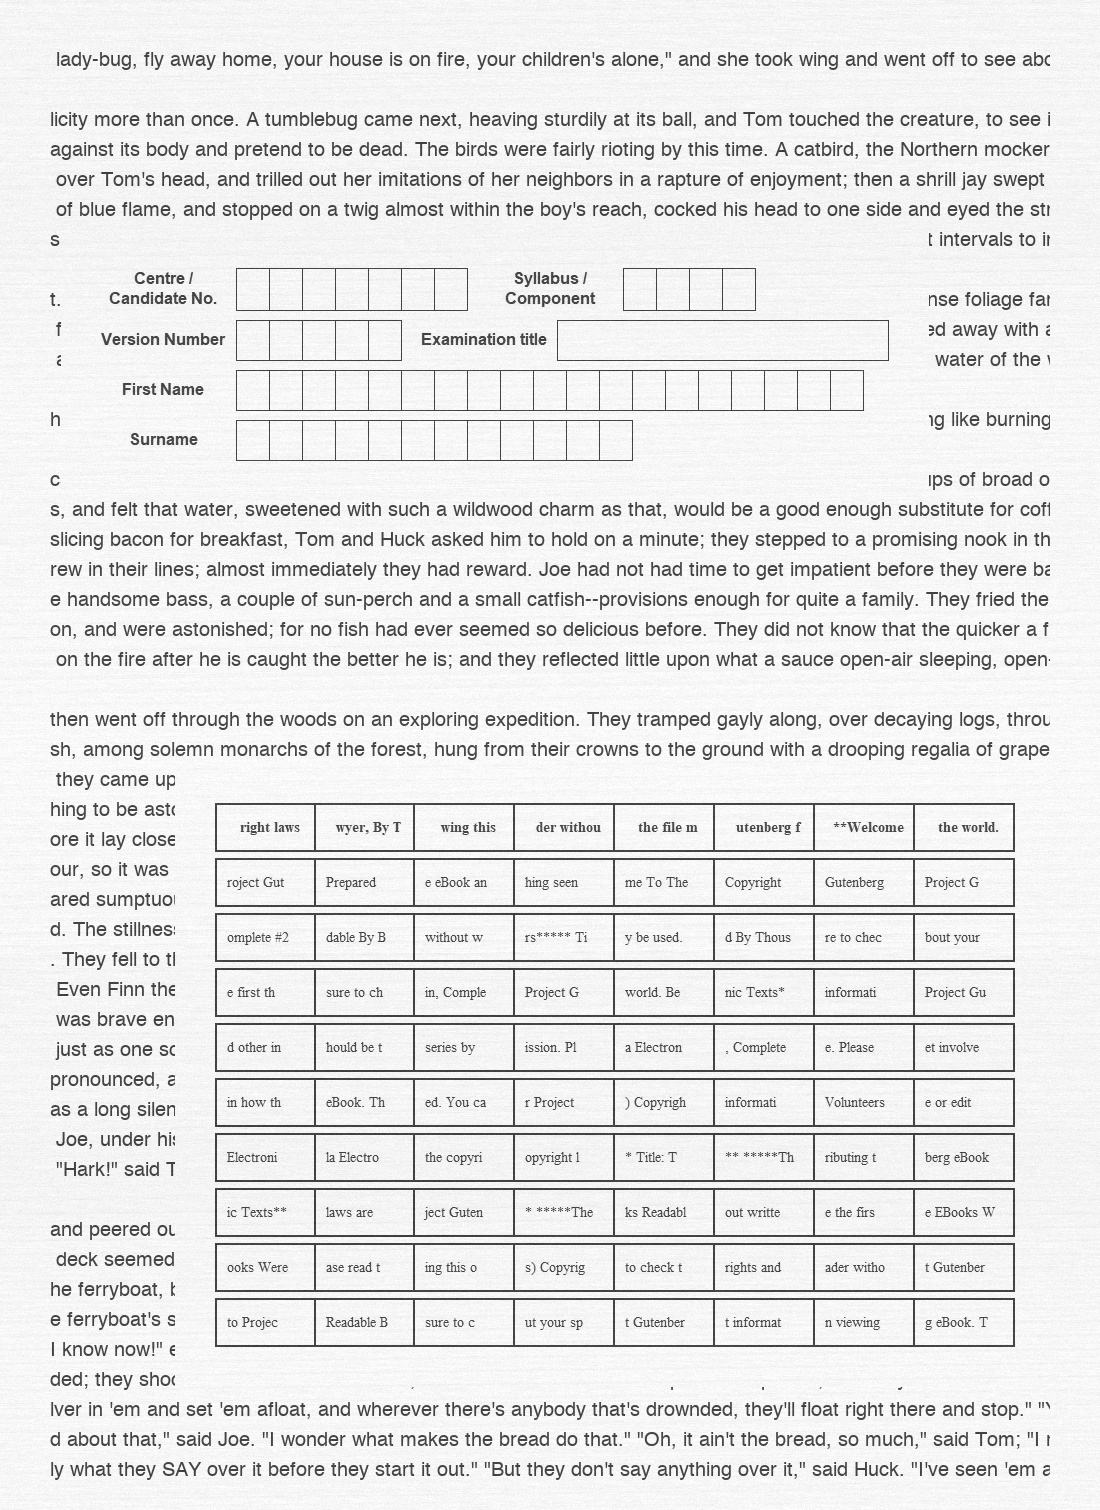 lady-bug, fly away home, your house is on fire, your children's alone," and she took wing and went off to see
licity more than once. A tumblebug came next, heaving sturdily at its ball, and Tom touched the creature, to see
against its body and pretend to be dead. The birds were fairly rioting by this time. A catbird, the Northern mocker
over Tom's head, and trilled out her imitations of her neighbors in a rapture of enjoyment; then a shrill jay swept
of blue flame, and stopped on a twig almost within the boy's reach, cocked his head to one side and eyed the
s t intervals to
Centre / Syllabus /
Candidate No. Component
t. nse foliage
f ed away with
Version Number Examination title
water of the
First Name
h ng like burning
Surname
c ups of broad o
s, and felt that water, sweetened with such a wildwood charm as that, would be a good enough substitute for
slicing bacon for breakfast, Tom and Huck asked him to hold on a minute; they stepped to a promising nook in th
rew in their lines; almost immediately they had reward. Joe had not had time to get impatient before they were ba
e handsome bass, a couple of sun-perch and a small catfish--provisions enough for quite a family. They fried the
on, and were astonished; for no fish had ever seemed so delicious before. They did not know that the quicker a f
on the fire after he is caught the better he is; and they reflected little upon what a sauce open-air sleeping, open-
then went off through the woods on an exploring expedition. They tramped gayly along, over decaying logs, throu
sh, among solemn monarchs of the forest, hung from their crowns to the ground with a drooping regalia of grape
they came up
hing to be asto
right laws wyer, By T wing this der withou the file m utenberg f **Welcome the world.
ore it lay close
our, so it was
roject Gut Prepared e eBook an hing seen me To The Copyright Gutenberg Project G
ared sumptuou
d. The stillness
omplete #2 dable By B without w rs***** Ti y be used. d By Thous re to chec bout your
. They fell to th
Even Finn the
e first th sure to ch in, Comple Project G world. Be nic Texts* informati Project Gu
was brave en
just as one so
d other in hould be t series by ission. Pl a Electron , Complete e. Please et involve
pronounced, a
in how th eBook. Th ed. You ca r Project ) Copyrigh informati Volunteers e or edit
as a long silen
Joe, under his
Electroni la Electro the copyri opyright l * Title: T ** *****Th ributing t berg eBook
"Hark!" said T
ic Texts** laws are ject Guten * *****The ks Readabl out writte e the firs e EBooks W
and peered ou
deck seemed
ooks Were ase read t ing this o s) Copyrig to check t rights and ader witho t Gutenber
he ferryboat, b
e ferryboat's s
to Projec Readable B sure to c ut your sp t Gutenber t informat n viewing g eBook. T
I know now!" e
ded; they shoo
lver in 'em and set 'em afloat, and wherever there's anybody that's drownded, they'll float right there and stop." "Y
d about that," said Joe. "I wonder what makes the bread do that." "Oh, it ain't the bread, so much," said Tom; "I
ly what they SAY over it before they start it out." "But they don't say anything over it," said Huck. "I've seen 'em a